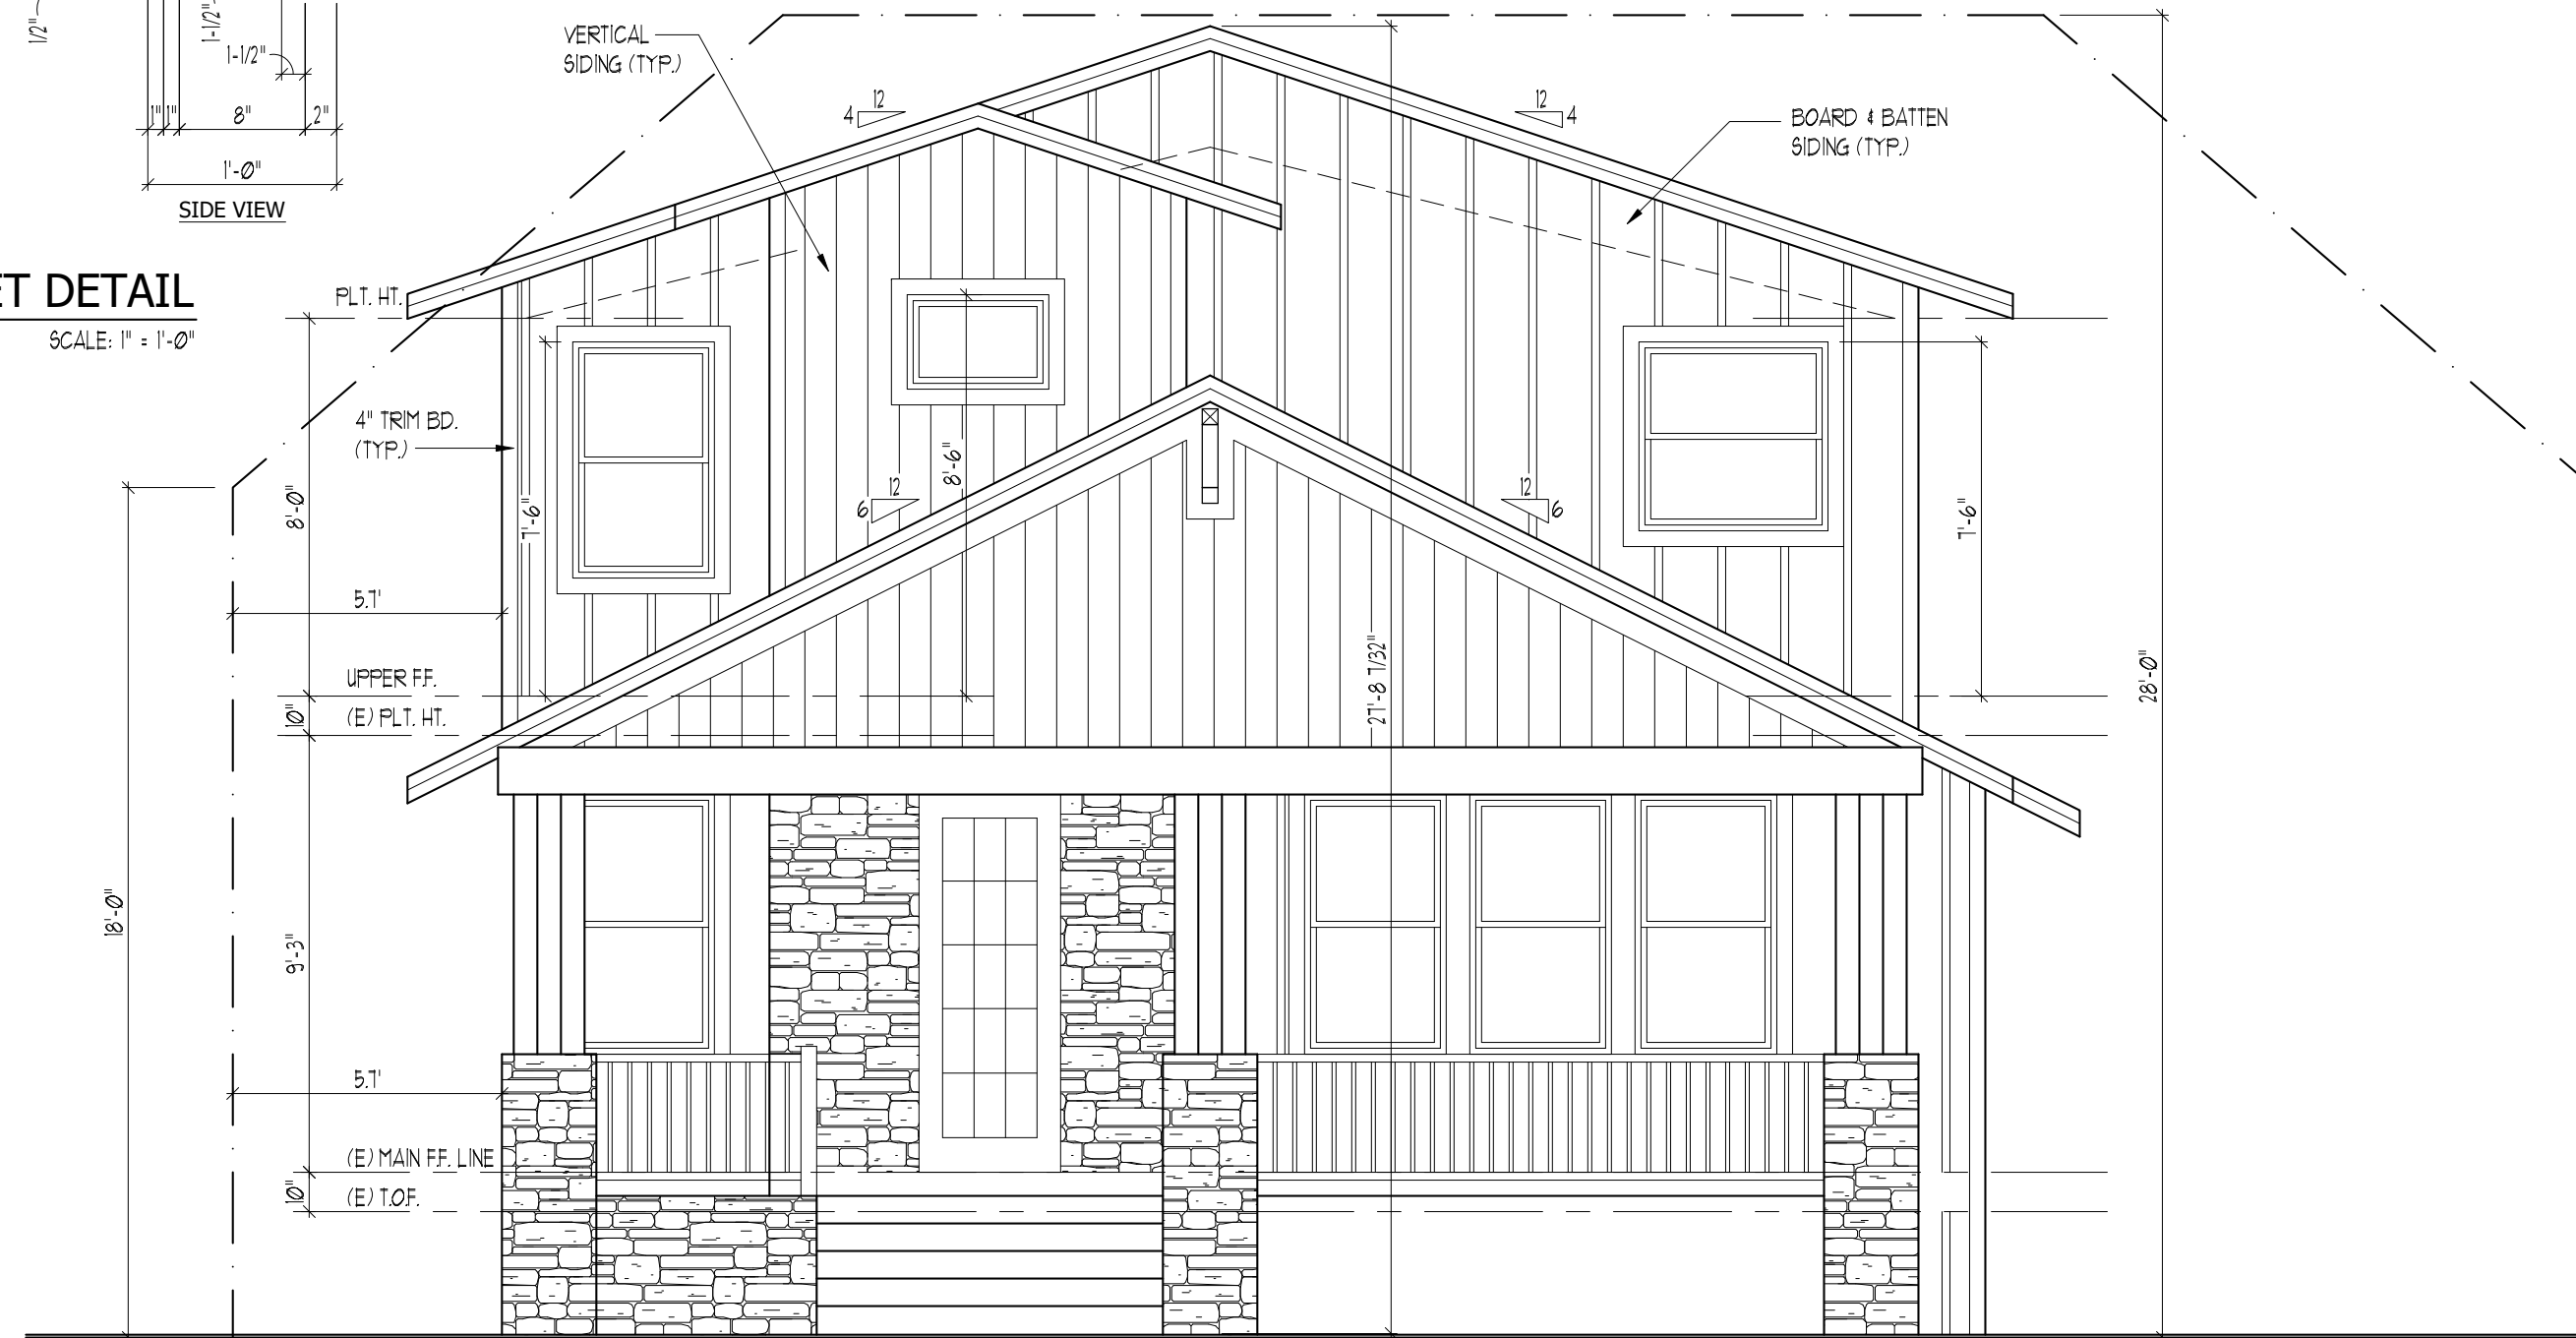 1/2"
1-1/2"
1-1/2"
1"
1"
8"
2"
1'-0"
SIDE VIEW
ET DETAIL
SCALE: 1" = 1'-0"
VERTICAL
SIDING (TYP.)
12
4
12
4
BOARD & BATTEN
SIDING (TYP.)
PLT. HT.
4" TRIM BD.
(TYP.)
8'-0"
7'-6"
8'-6"
12
6
12
6
7'-6"
5.7'
27'-8 7/32"
28'-0"
UPPER F.F.
10"
(E) PLT. HT.
18'-0"
9'-3"
5.7'
(E) MAIN F.F. LINE
10"
(E) T.O.F.